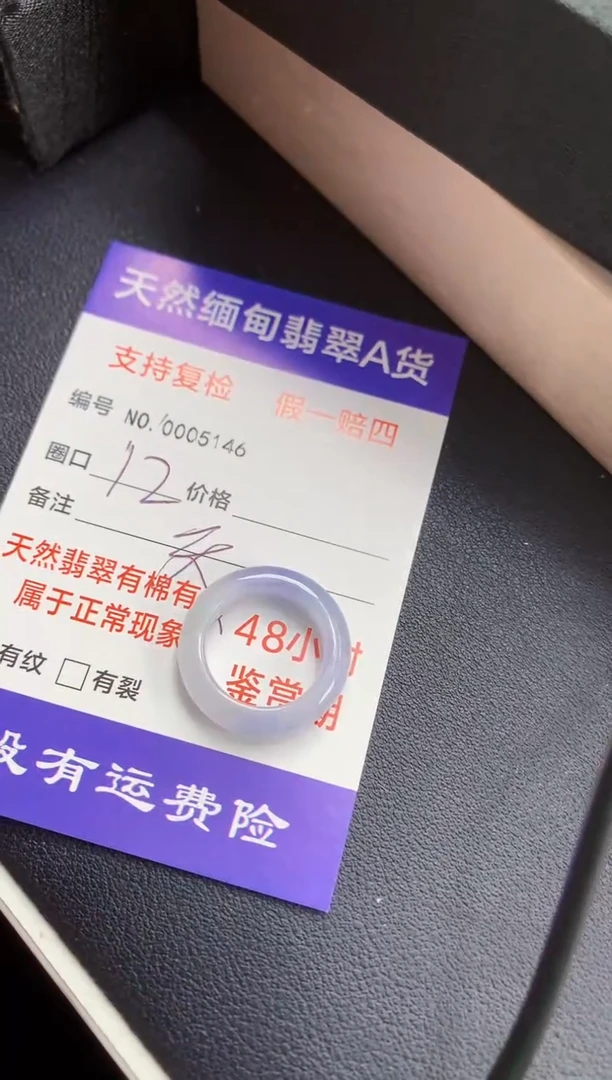 天然缅甸翡翠A货
支持复检 假一赔四
编号 NO.0005146
圈口 12 价格
备注
天然翡翠有棉有
属于正常现象
48小时
鉴赏期
有纹 □有裂
没有运费险